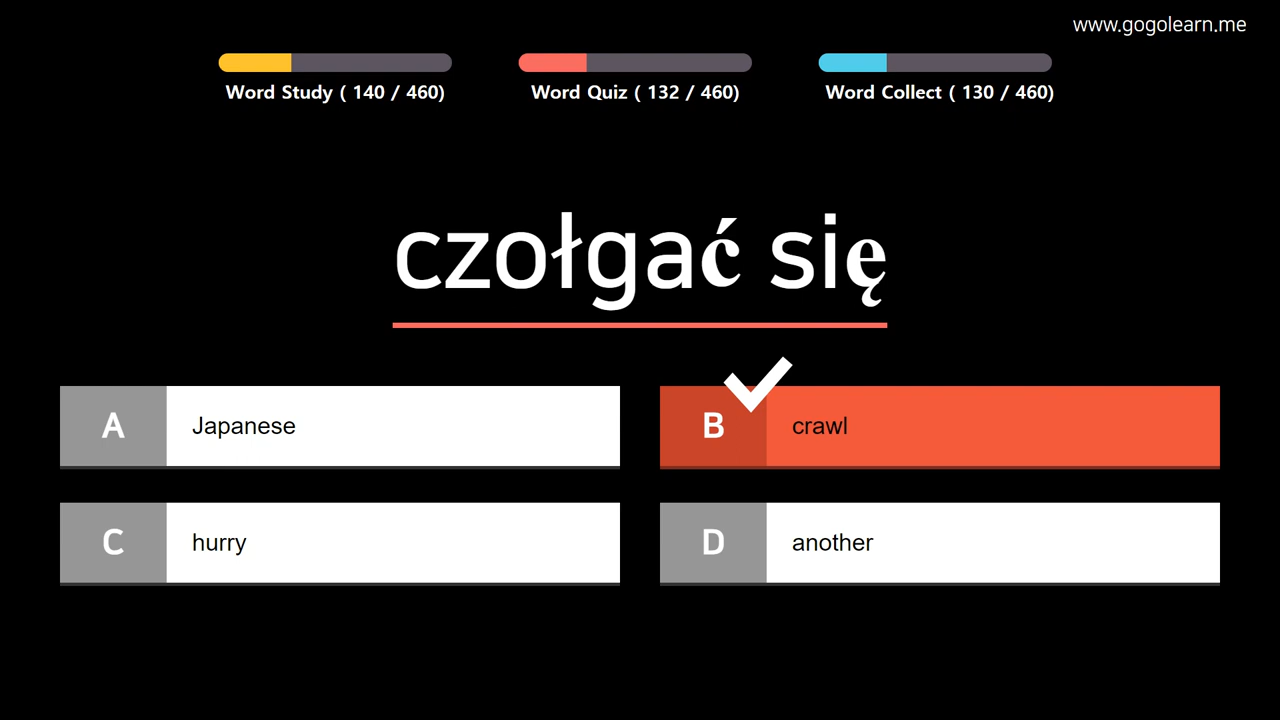 www.gogolearn.me
Word Study ( 140 / 460)
Word Quiz ( 132 / 460)
Word Collect ( 130 / 460)
czołgać się
A Japanese
B crawl
C hurry
D another